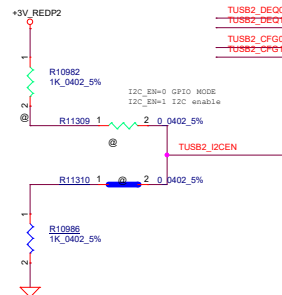 TUSB2_DEQ0
+3V_REDP2
TUSB2_DEQ1
TUSB2_CFG0
TUSB2_CFG1
1
R10982
1K_0402_5%
I2C_EN=0 GPIO MODE
I2C_EN=1 I2C enable
2
@
R11309 1 2 0_0402_5%
@
TUSB2_I2CEN
R11310 1 @ 2 0_0402_5%
1
R10986
1K_0402_5%
2